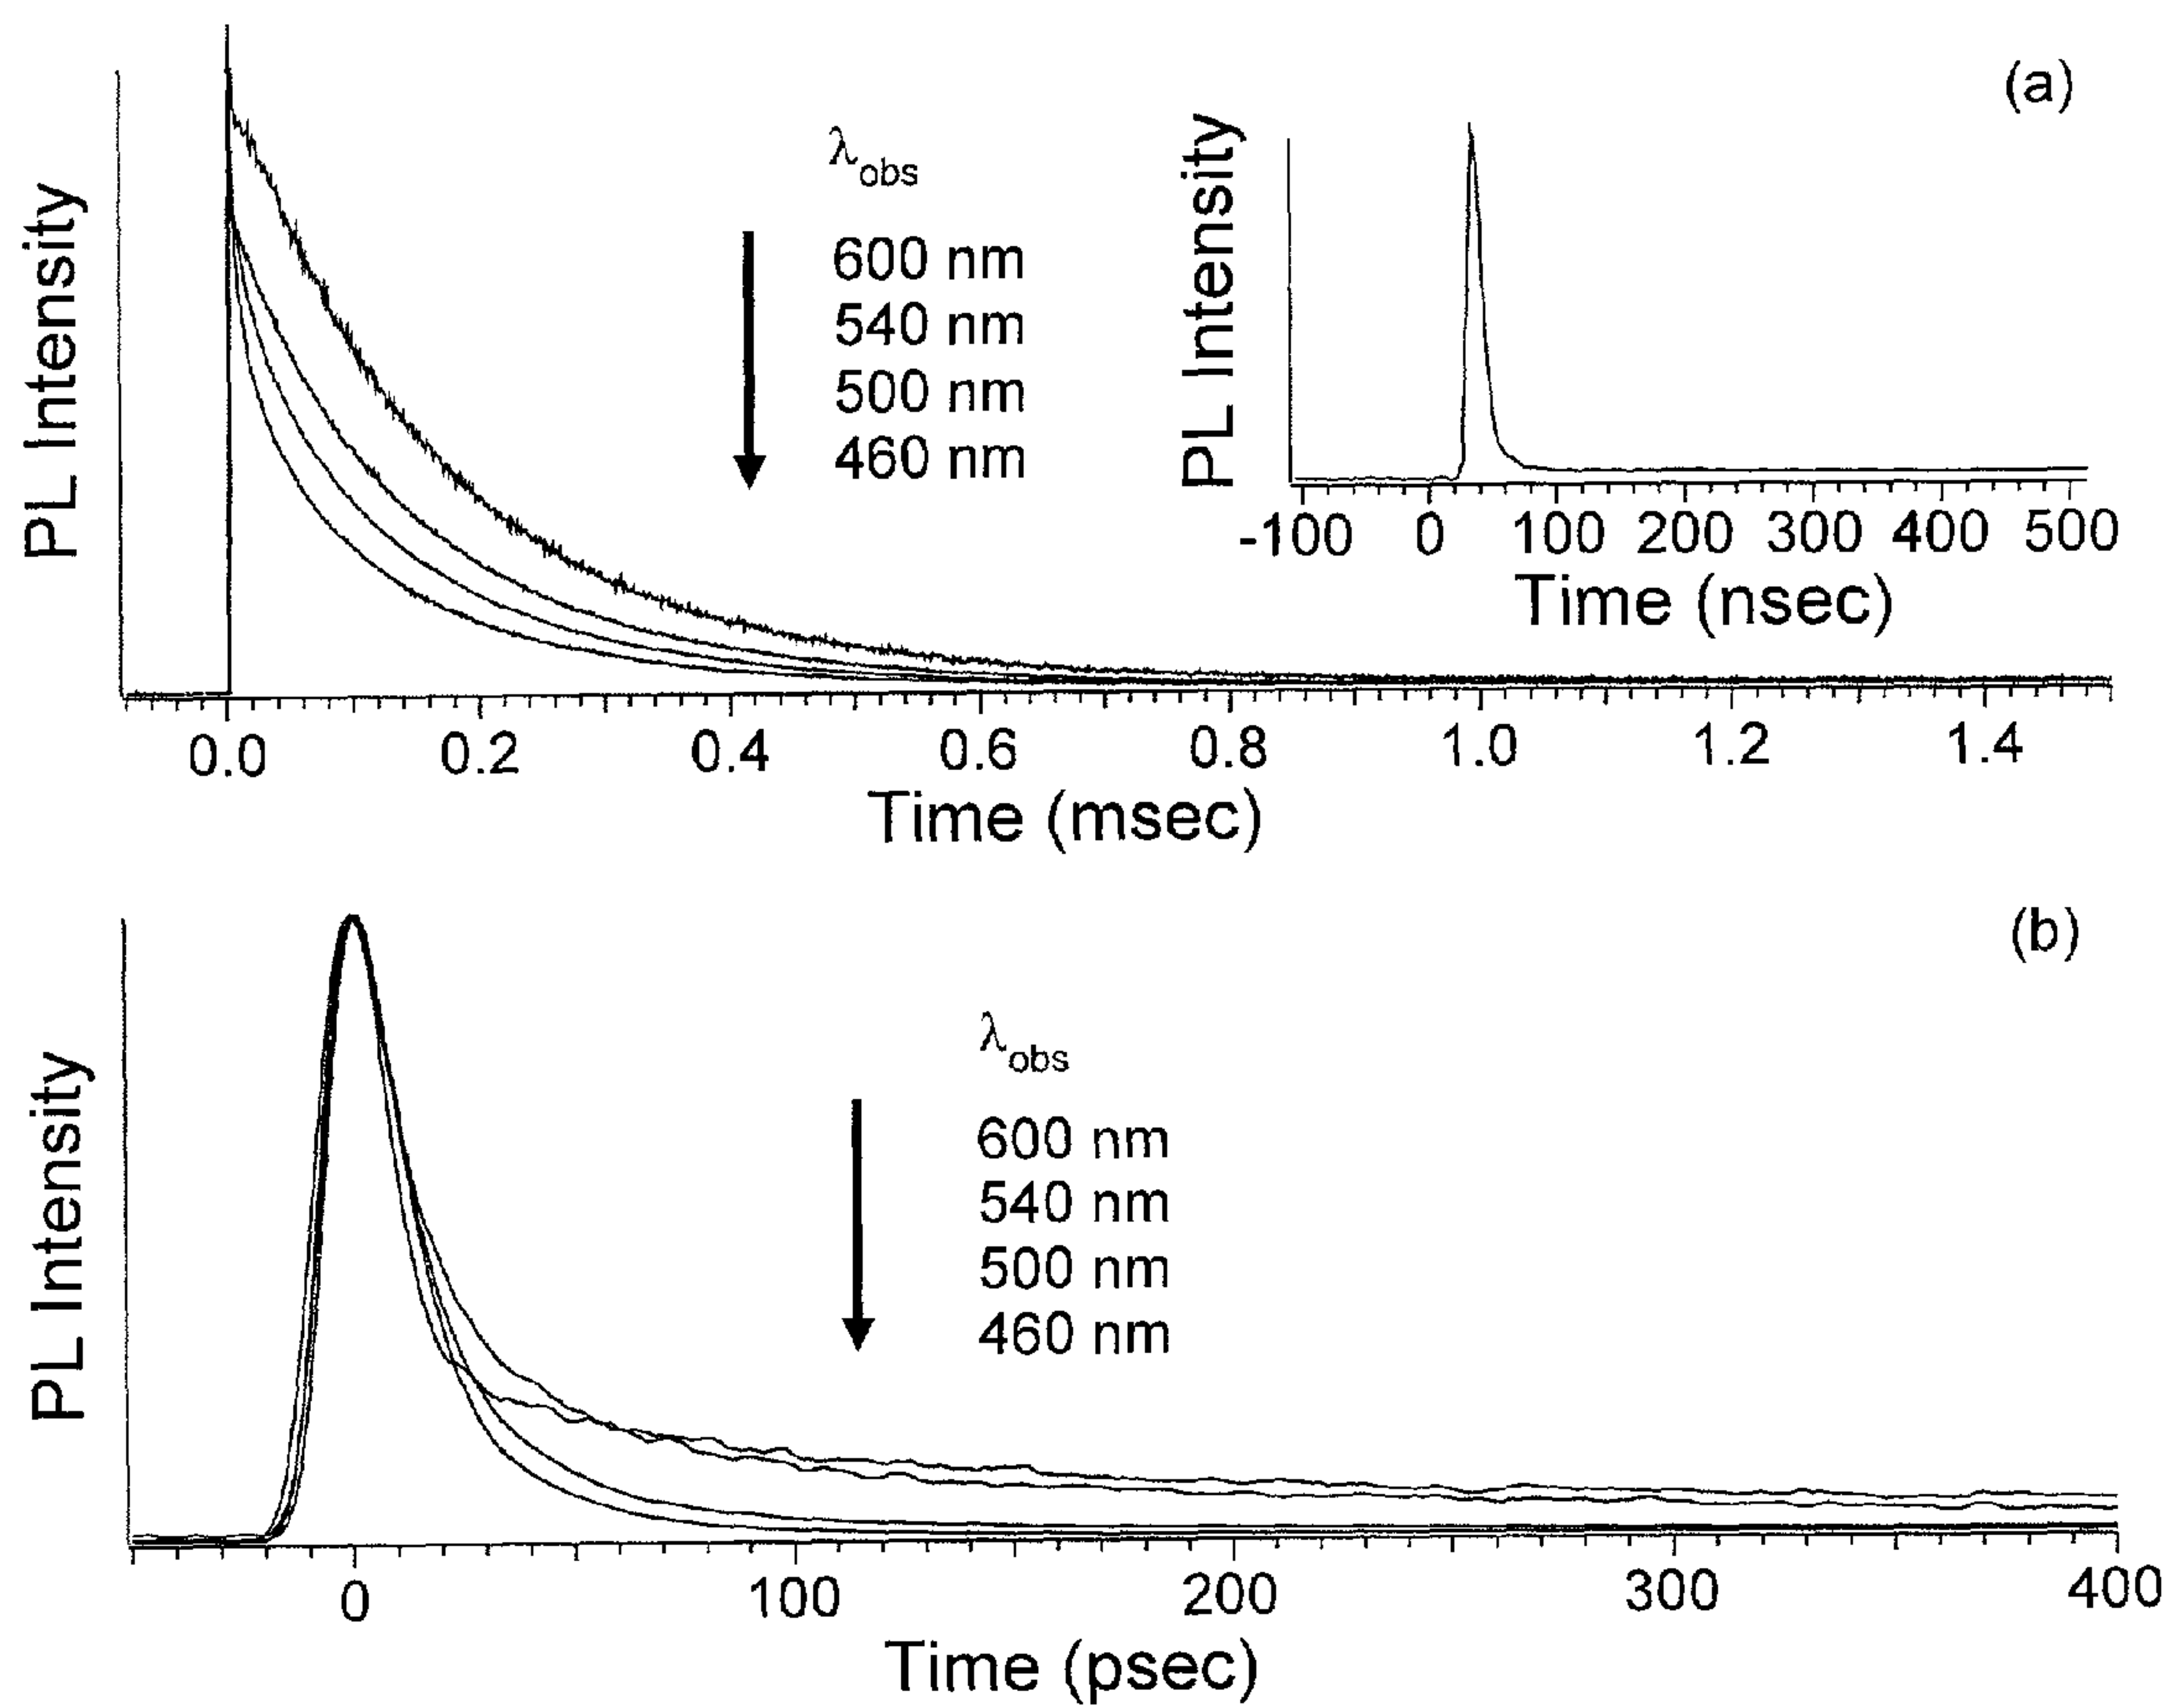 (a)
PL Intensity
λobs
600 nm
540 nm
500 nm
460 nm
0.0 0.2 0.4 0.6 0.8 1.0 1.2 1.4
Time (msec)
PL Intensity
-100 0 100 200 300 400 500
Time (nsec)
(b)
PL Intensity
λobs
600 nm
540 nm
500 nm
460 nm
0 100 200 300 400
Time (psec)